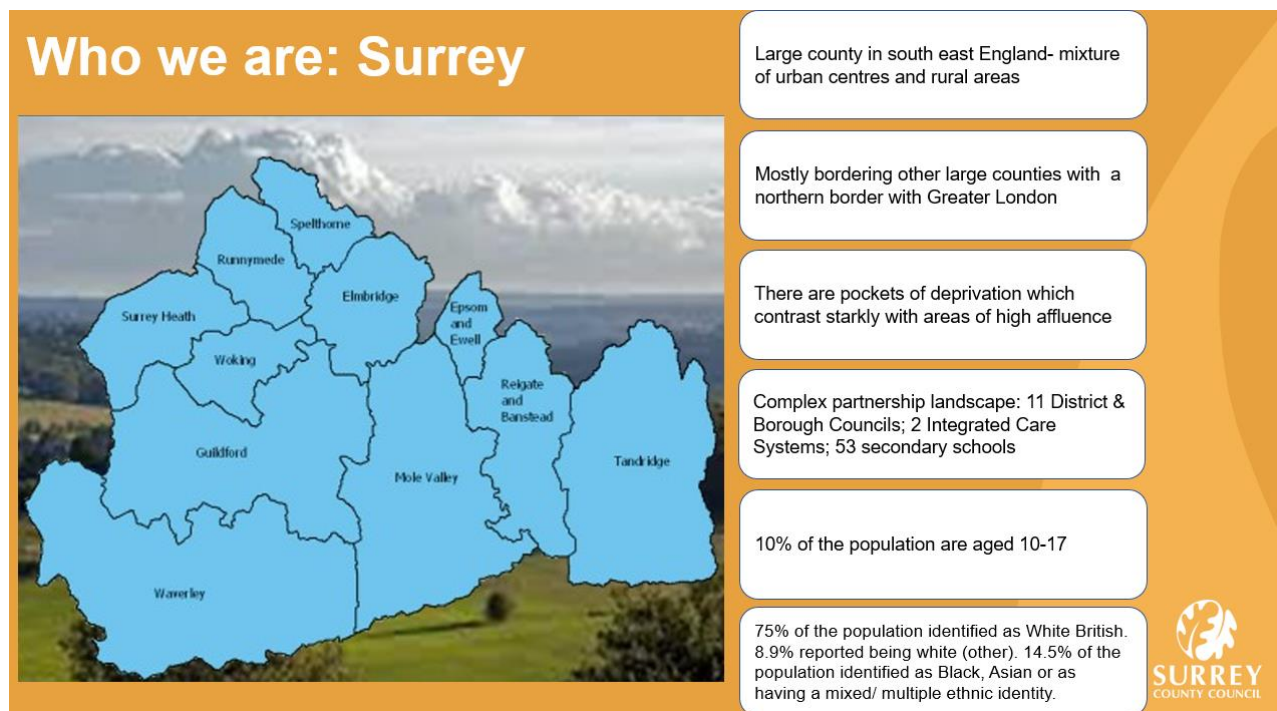 Who we are: Surrey
Spelthorne
Runnymede
Elmbridge
Surrey Heath
Epsom
and
Ewell
Woking
Reigate
and
Banstead
Guildford
Mole Valley
Tandridge
Waverley
Large county in south east England- mixture
of urban centres and rural areas
Mostly bordering other large counties with  a
northern border with Greater London
There are pockets of deprivation which
contrast starkly with areas of high affluence
Complex partnership landscape: 11 District &
Borough Councils; 2 Integrated Care
Systems; 53 secondary schools
10% of the population are aged 10-17
75% of the population identified as White British.
8.9% reported being white (other). 14.5% of the
population identified as Black, Asian or as
having a mixed/ multiple ethnic identity.
SURREY
COUNTY COUNCIL